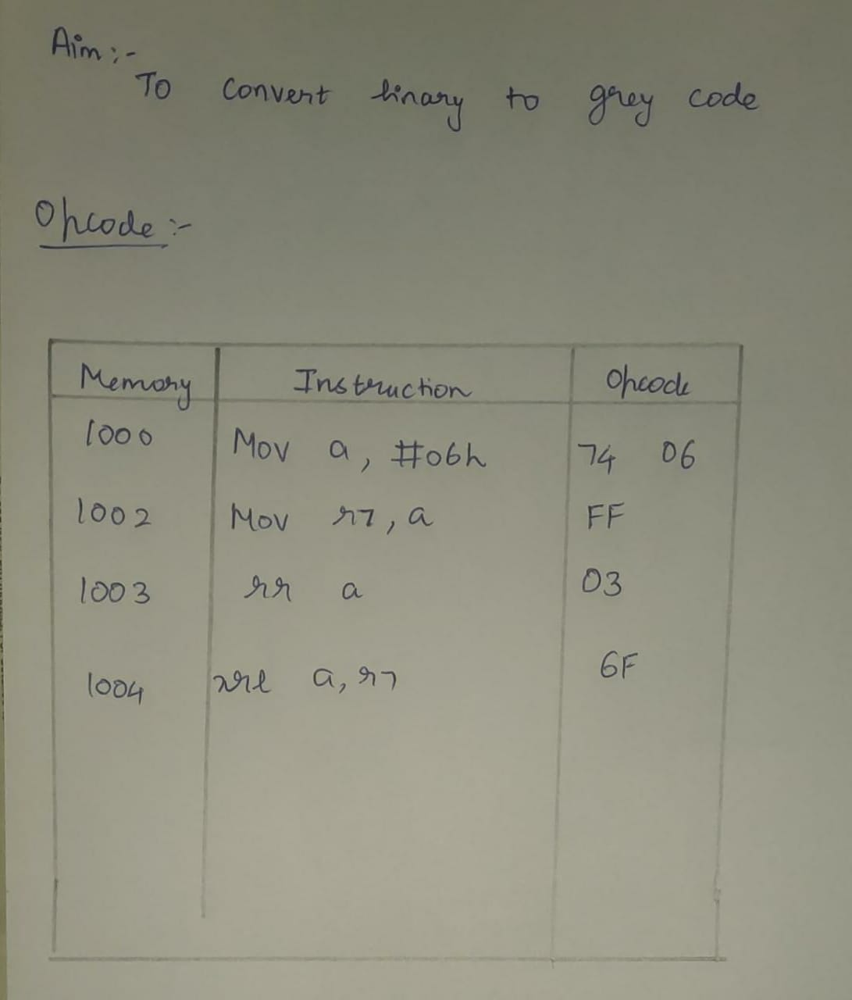 Aim :-
To convert binary to grey code
Opcode :-
Memory Instruction Opcode
1000 Mov a, #06h 74 06
1002 Mov r7, a FF
1003 rr a 03
1004 xrl a, r7 6F